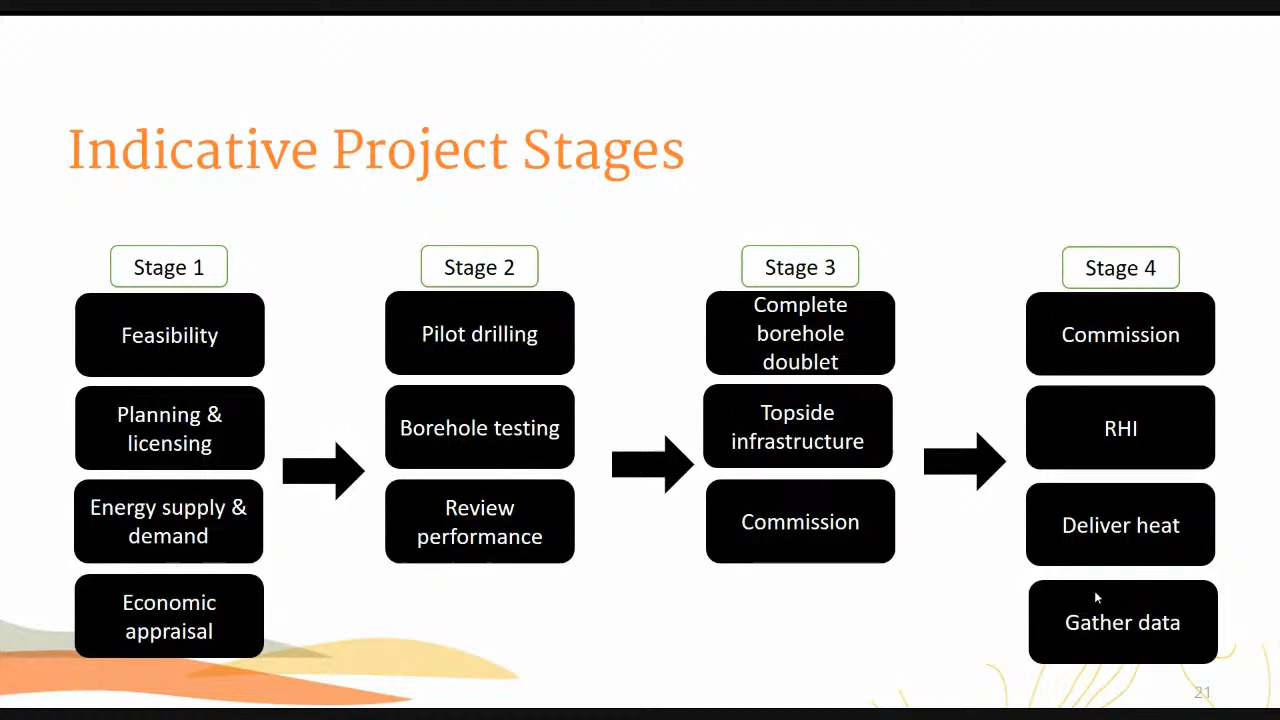 Indicative Project Stages
Stage 1
Feasibility
Planning &
licensing
Energy supply &
demand
Economic
appraisal
Stage 2
Pilot drilling
Borehole testing
Review
performance
Stage 3
Complete
borehole
doublet
Topside
infrastructure
Commission
Stage 4
Commission
RHI
Deliver heat
Gather data
21